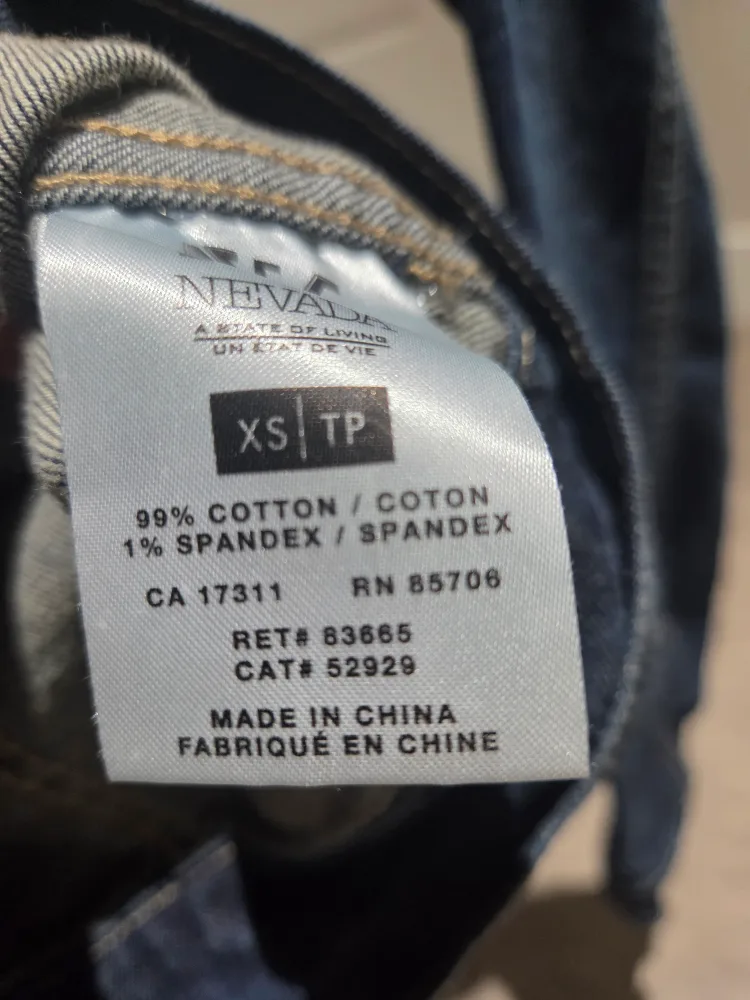 NEVADA
A STATE OF LIVING
UN ÉTAT DE VIE
XS | TP
99% COTTON / COTON
1% SPANDEX / SPANDEX
CA 17311 RN 85706
RET# 83665
CAT# 52929
MADE IN CHINA
FABRIQUÉ EN CHINE